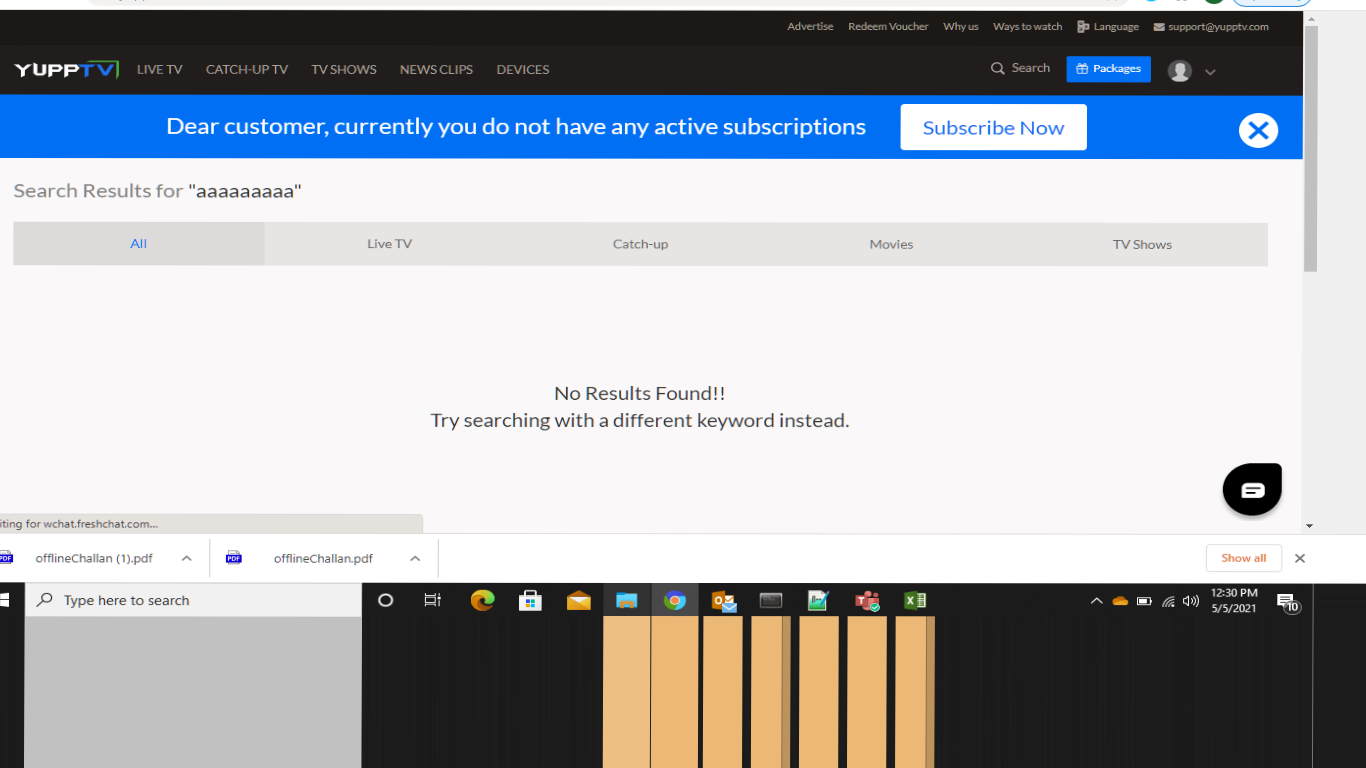 Advertise Redeem Voucher Why us Ways to watch Language support@yupptv.com
YUPPTV LIVE TV CATCH-UP TV TV SHOWS NEWS CLIPS DEVICES Search Packages
Dear customer, currently you do not have any active subscriptions Subscribe Now
Search Results for "aaaaaaaaa"
All Live TV Catch-up Movies TV Shows
No Results Found!!
Try searching with a different keyword instead.
iting for wchat.freshchat.com...
PDF offlineChallan (1).pdf PDF offlineChallan.pdf Show all
Type here to search 12:30 PM
5/5/2021 10